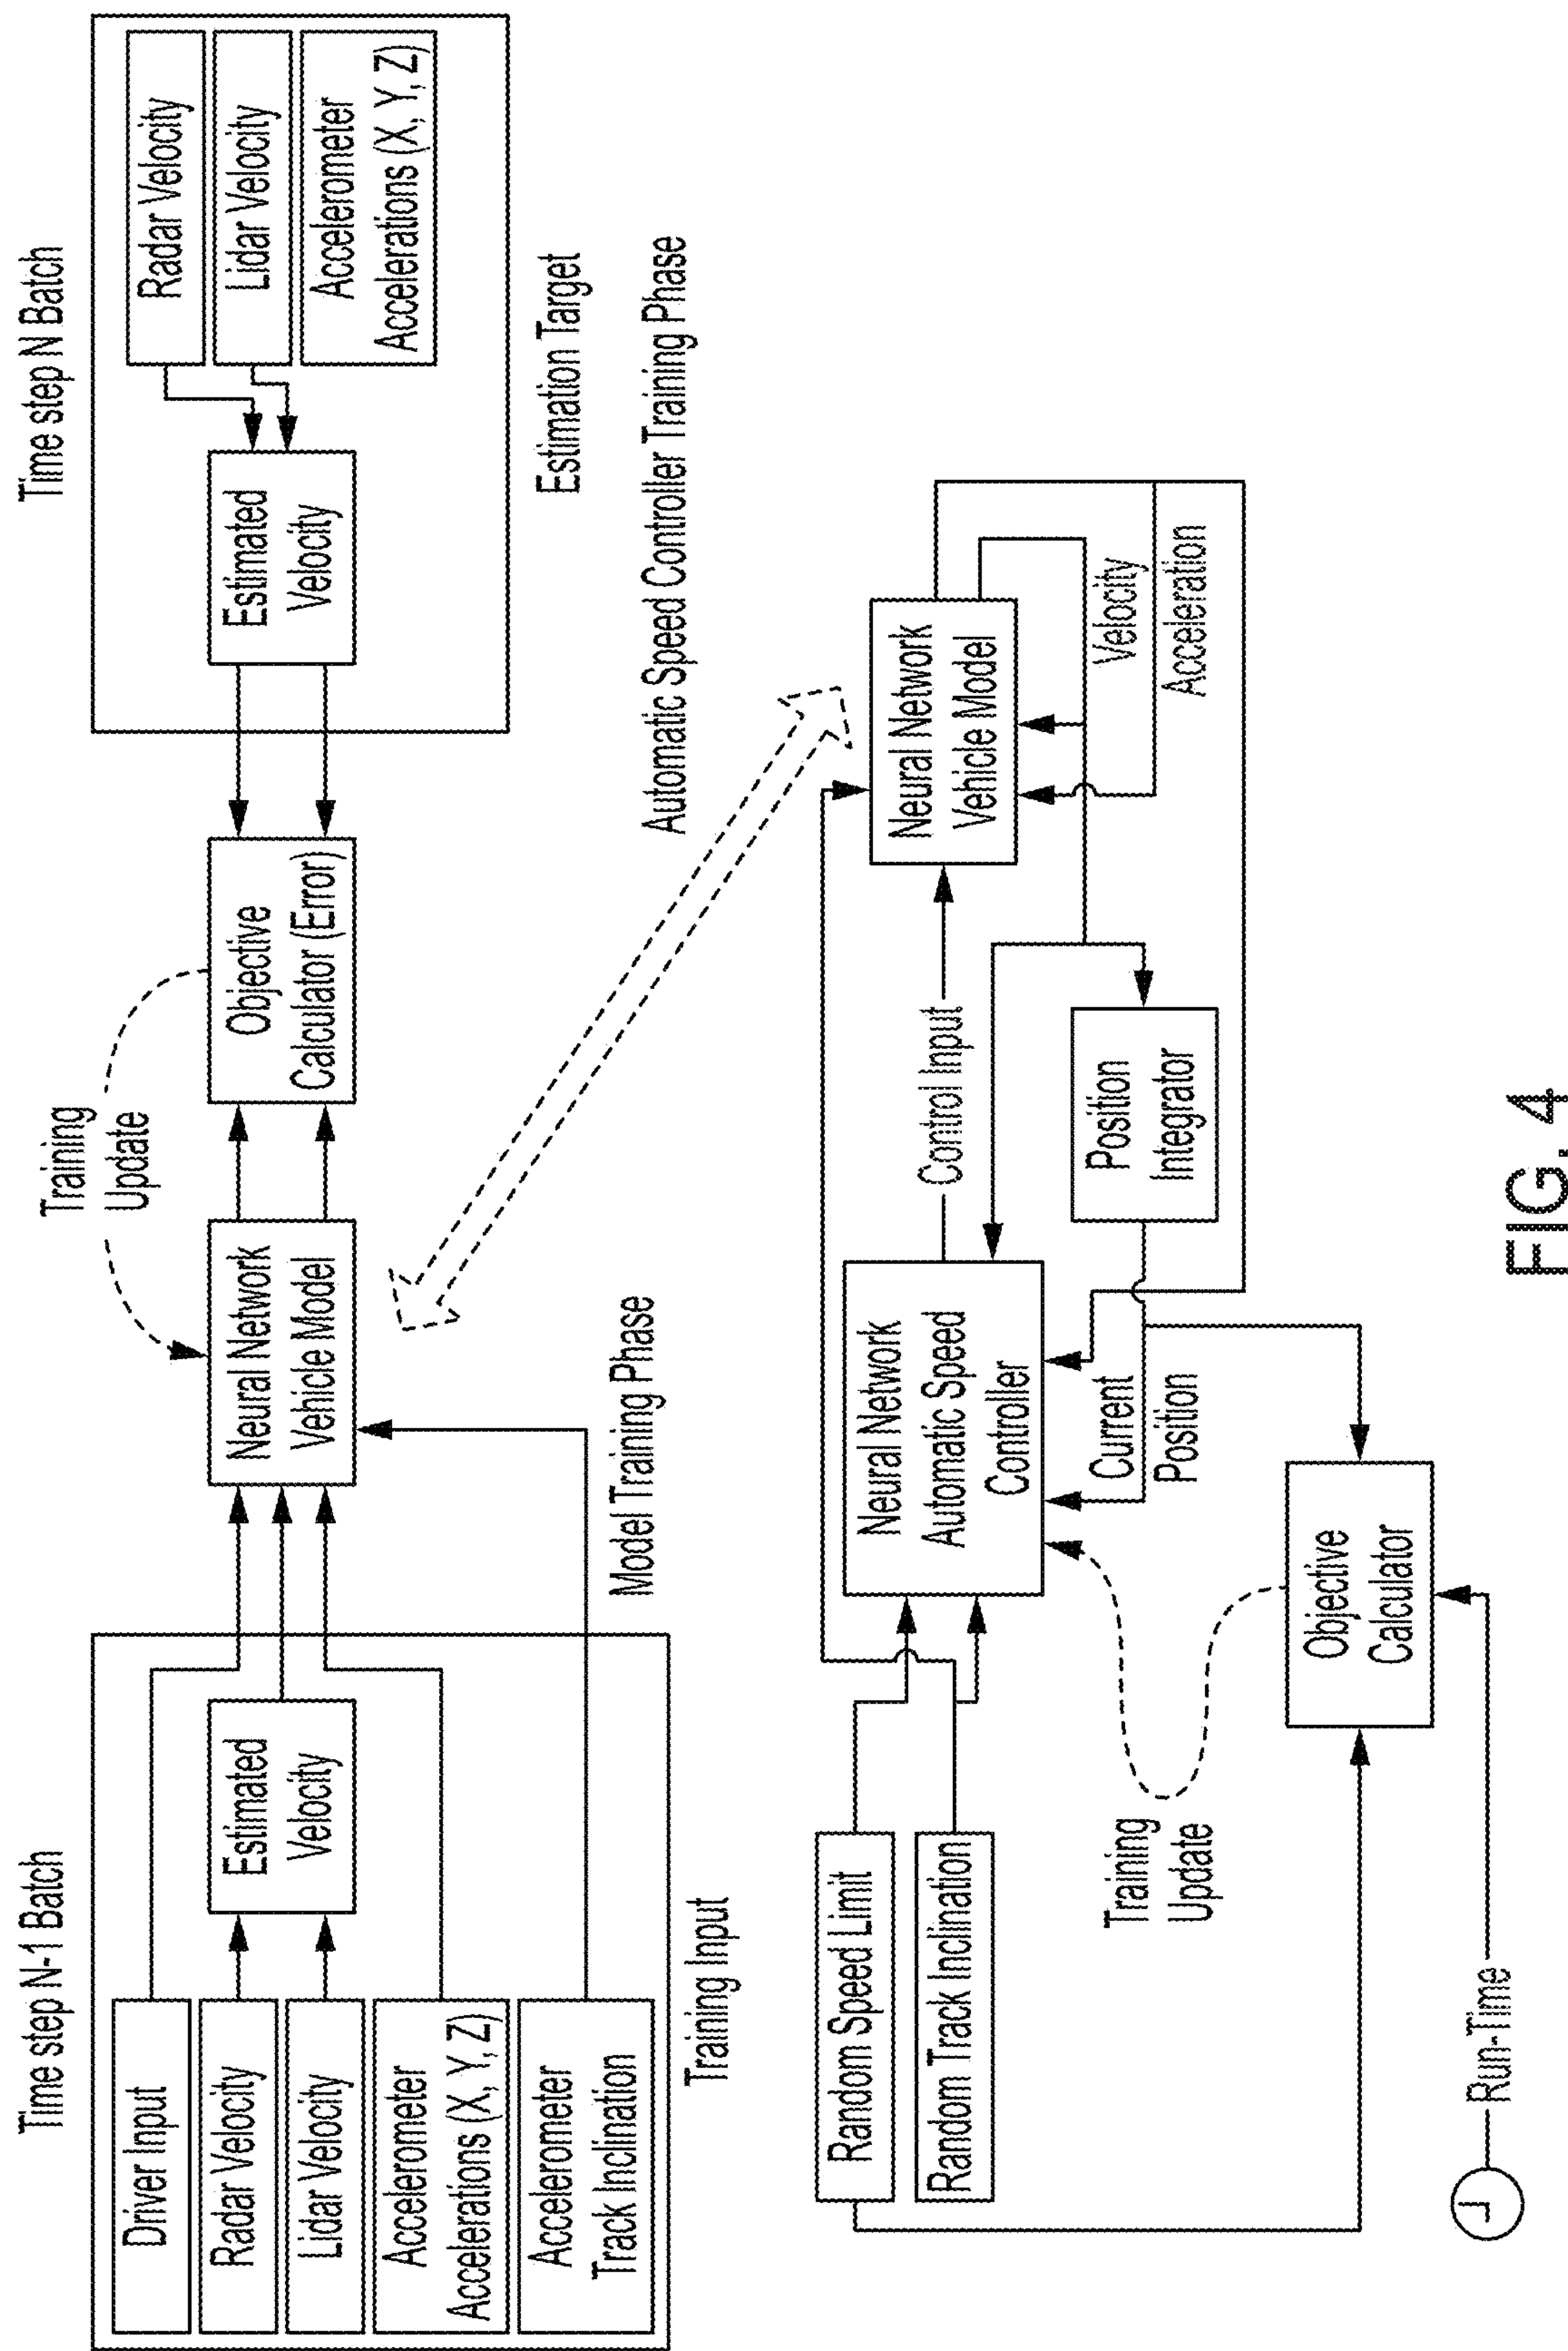 Time step N-1 Batch
Driver Input
Radar Velocity
Lidar Velocity
Accelerometer
Accelerations (X, Y, Z)
Accelerometer
Track Inclination
Estimated
Velocity
Training Input
Neural Network
Vehicle Model
Training
Update
Objective
Calculator (Error)
Model Training Phase
Time step N Batch
Estimated
Velocity
Radar Velocity
Lidar Velocity
Accelerometer
Accelerations (X, Y, Z)
Estimation Target
Automatic Speed Controller Training Phase
Random Speed Limit
Random Track Inclination
Neural Network
Automatic Speed
Controller
Control Input
Neural Network
Vehicle Model
Velocity
Acceleration
Position
Integrator
Current
Position
Training
Update
Objective
Calculator
Run-Time
FIG. 4